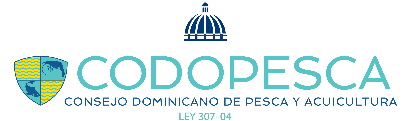 CODOPESCA
CONSEJO DOMINICANO DE PESCA Y ACUICULTURA
LEY 307-04